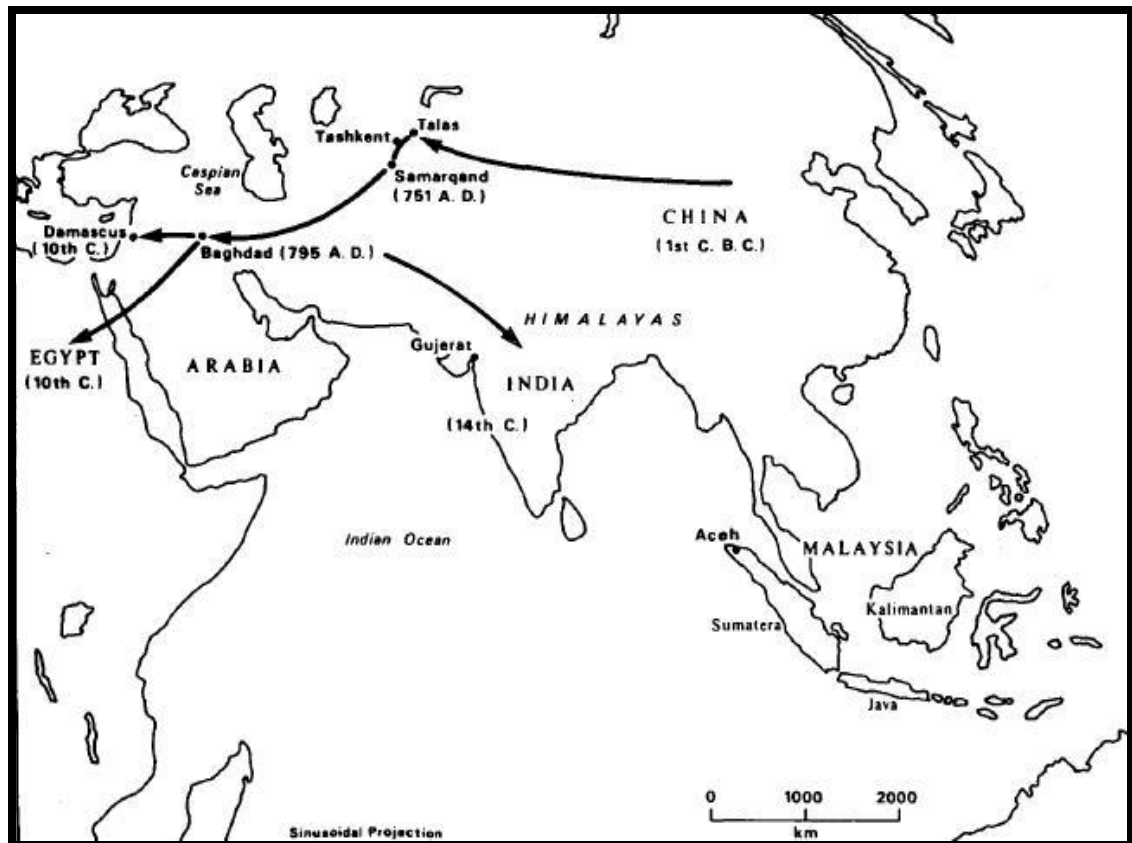 Talas
Tashkent
Caspian
Sea
Samarqand
(751 A. D.)
CHINA
(1st C. B. C.)
Damascus
(10th C.)
Baghdad (795 A. D.)
HIMALAYAS
EGYPT
(10th C.)
ARABIA
Gujerat
INDIA
(14th C.)
Indian Ocean
Aceh
MALAYSIA
Kalimantan
Sumatera
Java
0 1000 2000
km
Sinusoidal Projection